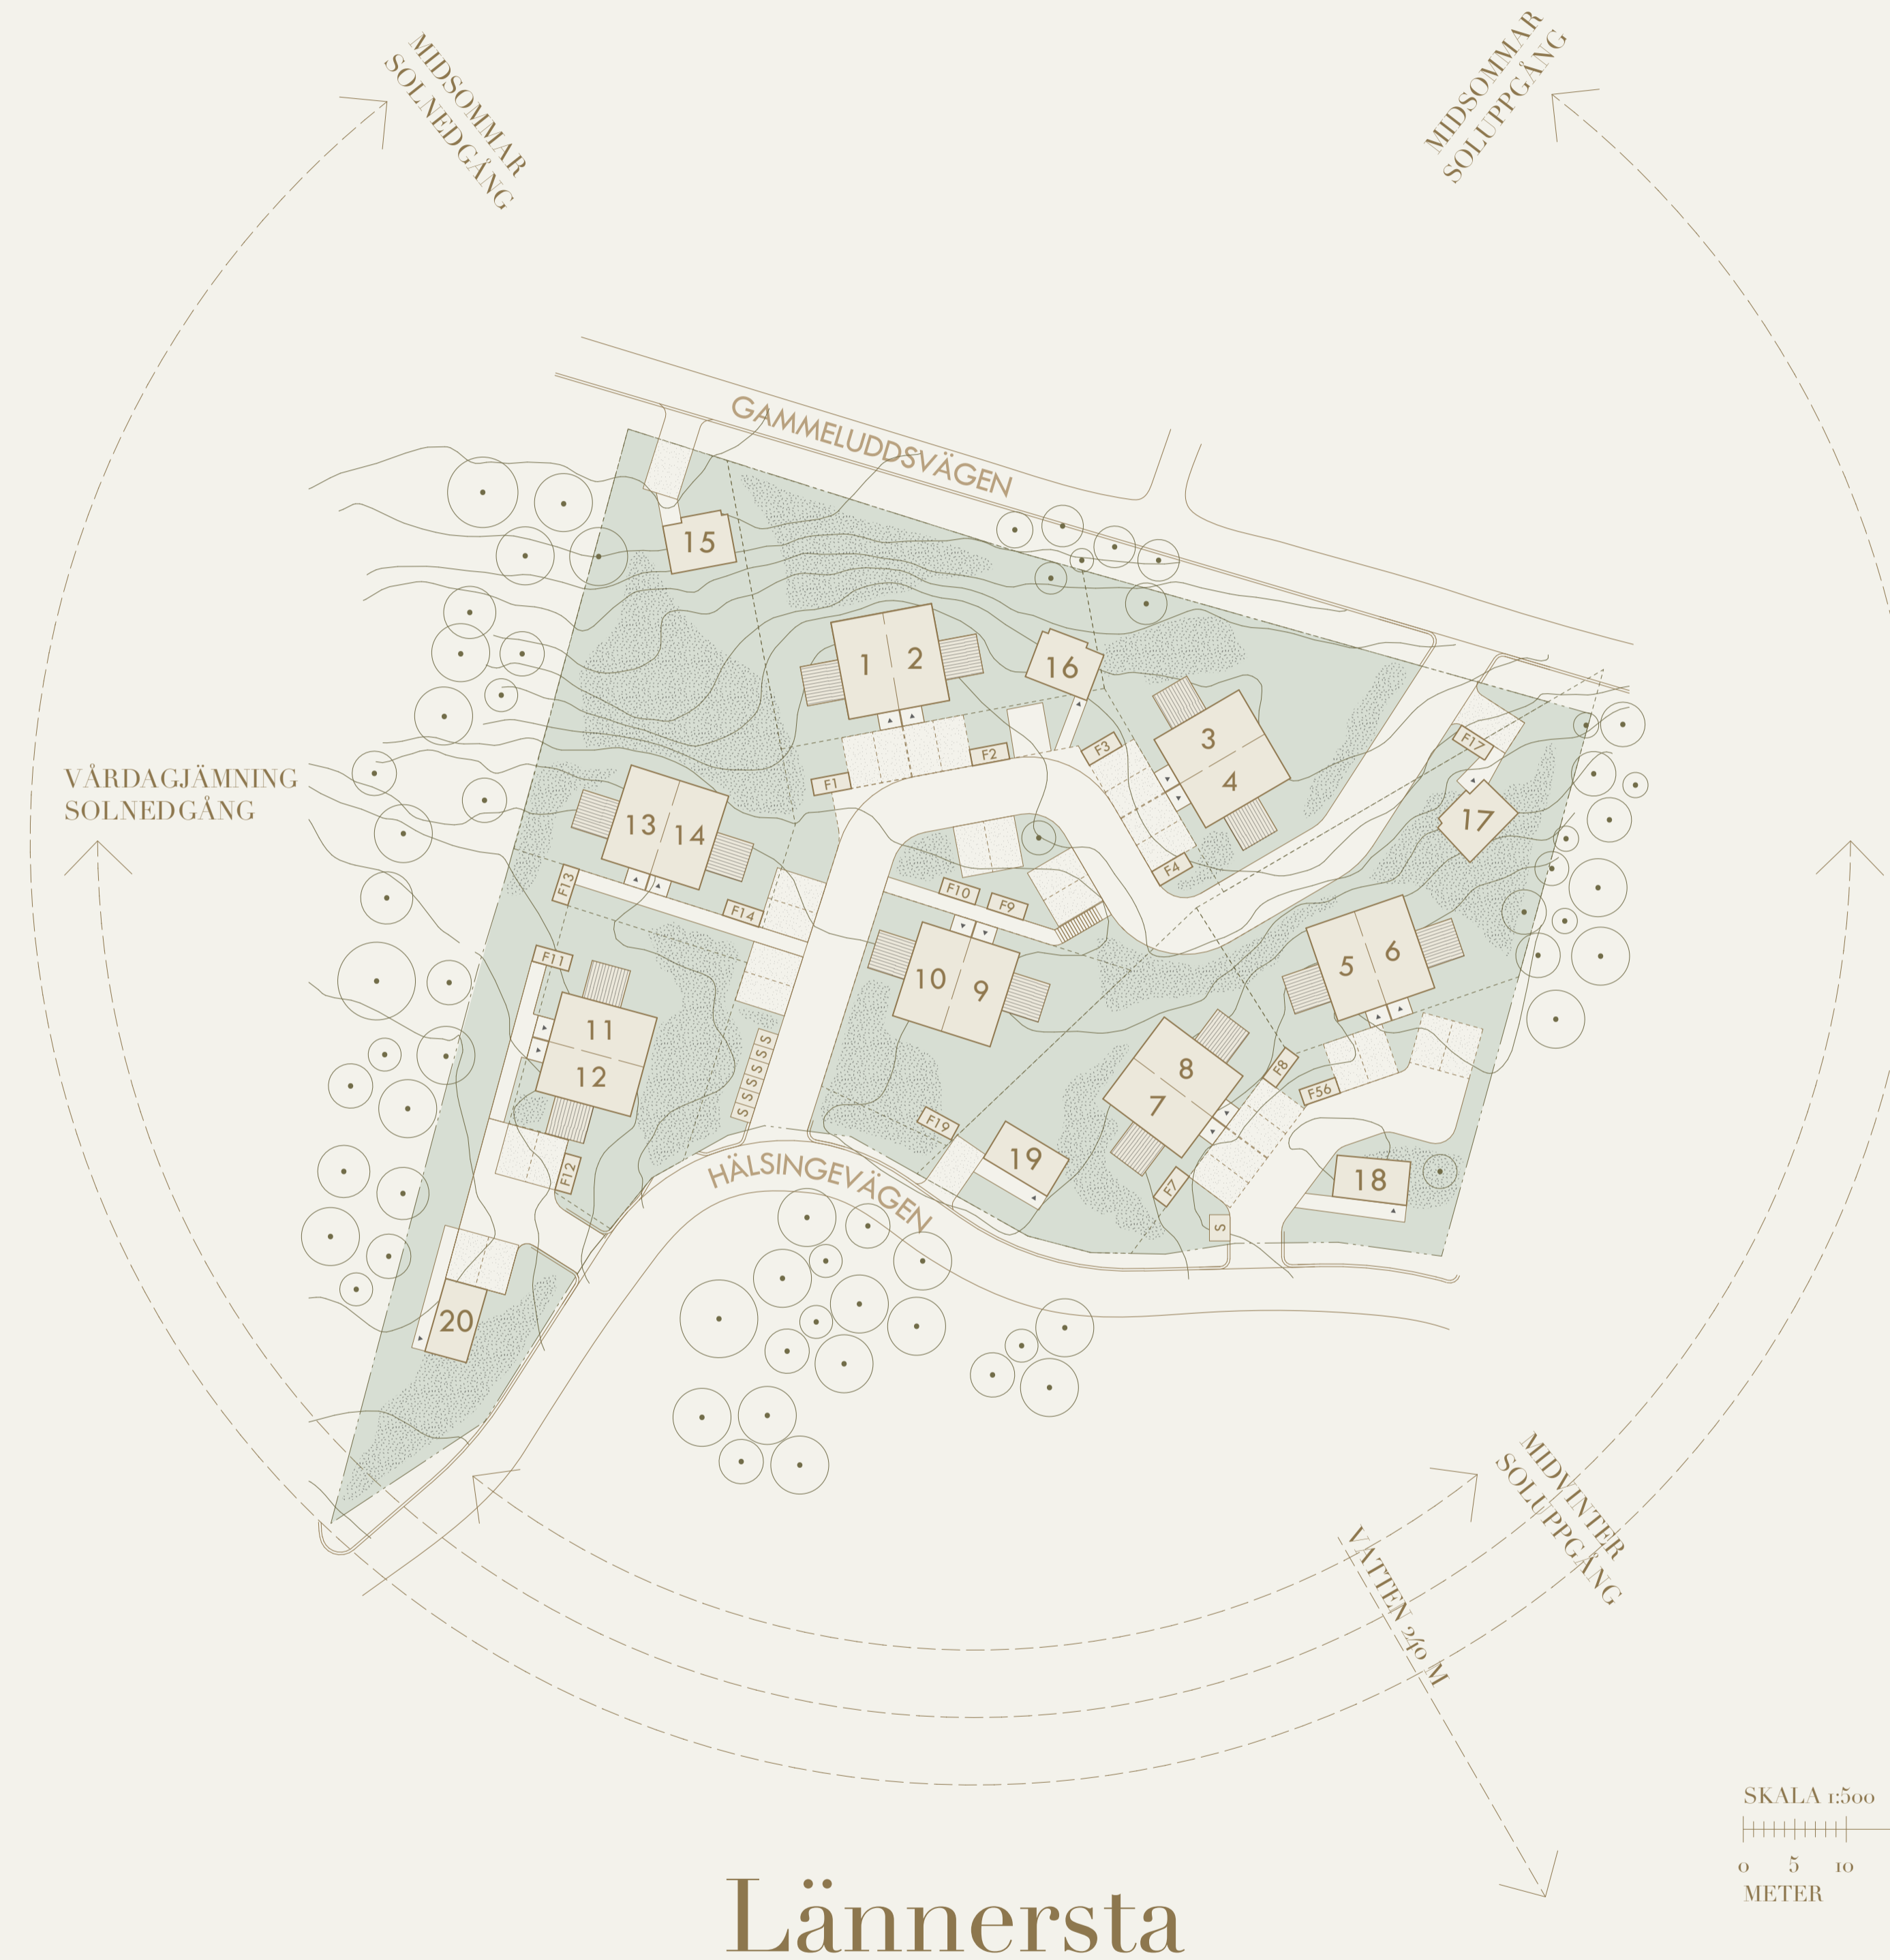 MIDSOMMAR
SOLNEDGÅNG
MIDSOMMAR
SOLUPPGÅNG
GAMMELUDDSVÄGEN
15
1
2
16
3
4
F1
F2
F3
F4
F17
17
VÅRDAGJÄMNING
SOLNEDGÅNG
13
14
F13
F14
F10
F9
10
9
5
6
F11
11
12
F12
S S S S S S
8
7
F8
F56
F7
F19
19
18
S
HÄLSINGEVÄGEN
20
MIDVINTER
SOLUPPGÅNG
VATTEN 240 M
SKALA 1:500
0 5 10
METER
Lännersta